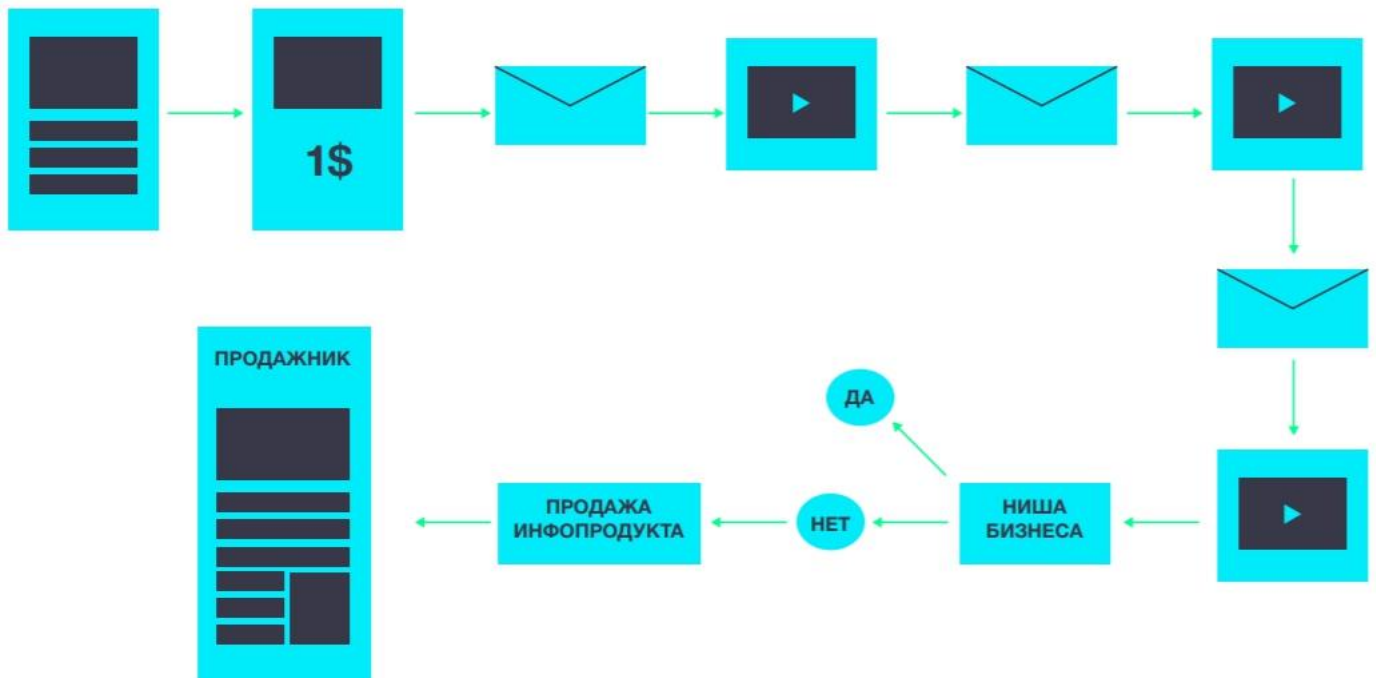 1$
ПРОДАЖНИК
ДА
ПРОДАЖА
ИНФОПРОДУКТА
НЕТ
НИША
БИЗНЕСА